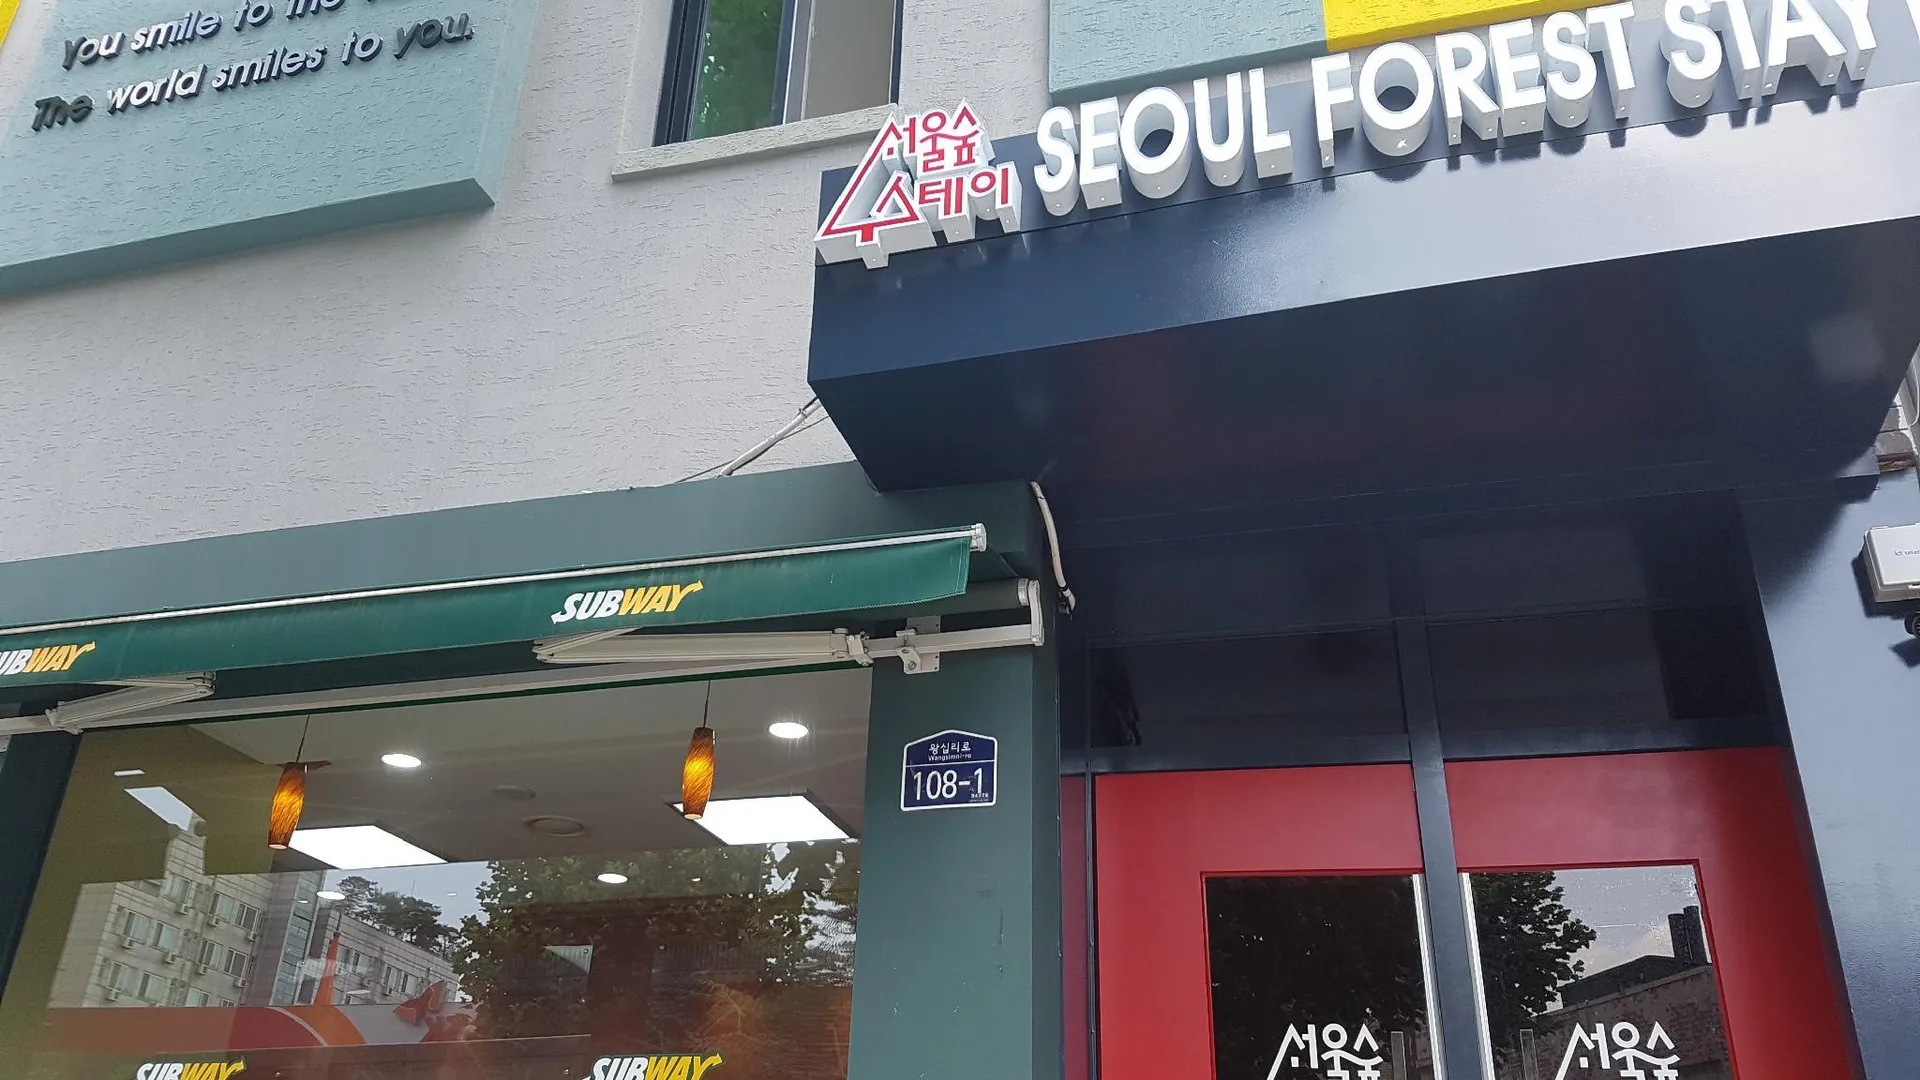 You smile to the
The world smiles to you.
서울숲
스테이
SEOUL FOREST STAY
SUBWAY
SUBWAY
왕십리로
Wangsimni-ro
108-1
SUBWAY
SUBWAY
서울숲
서울숲